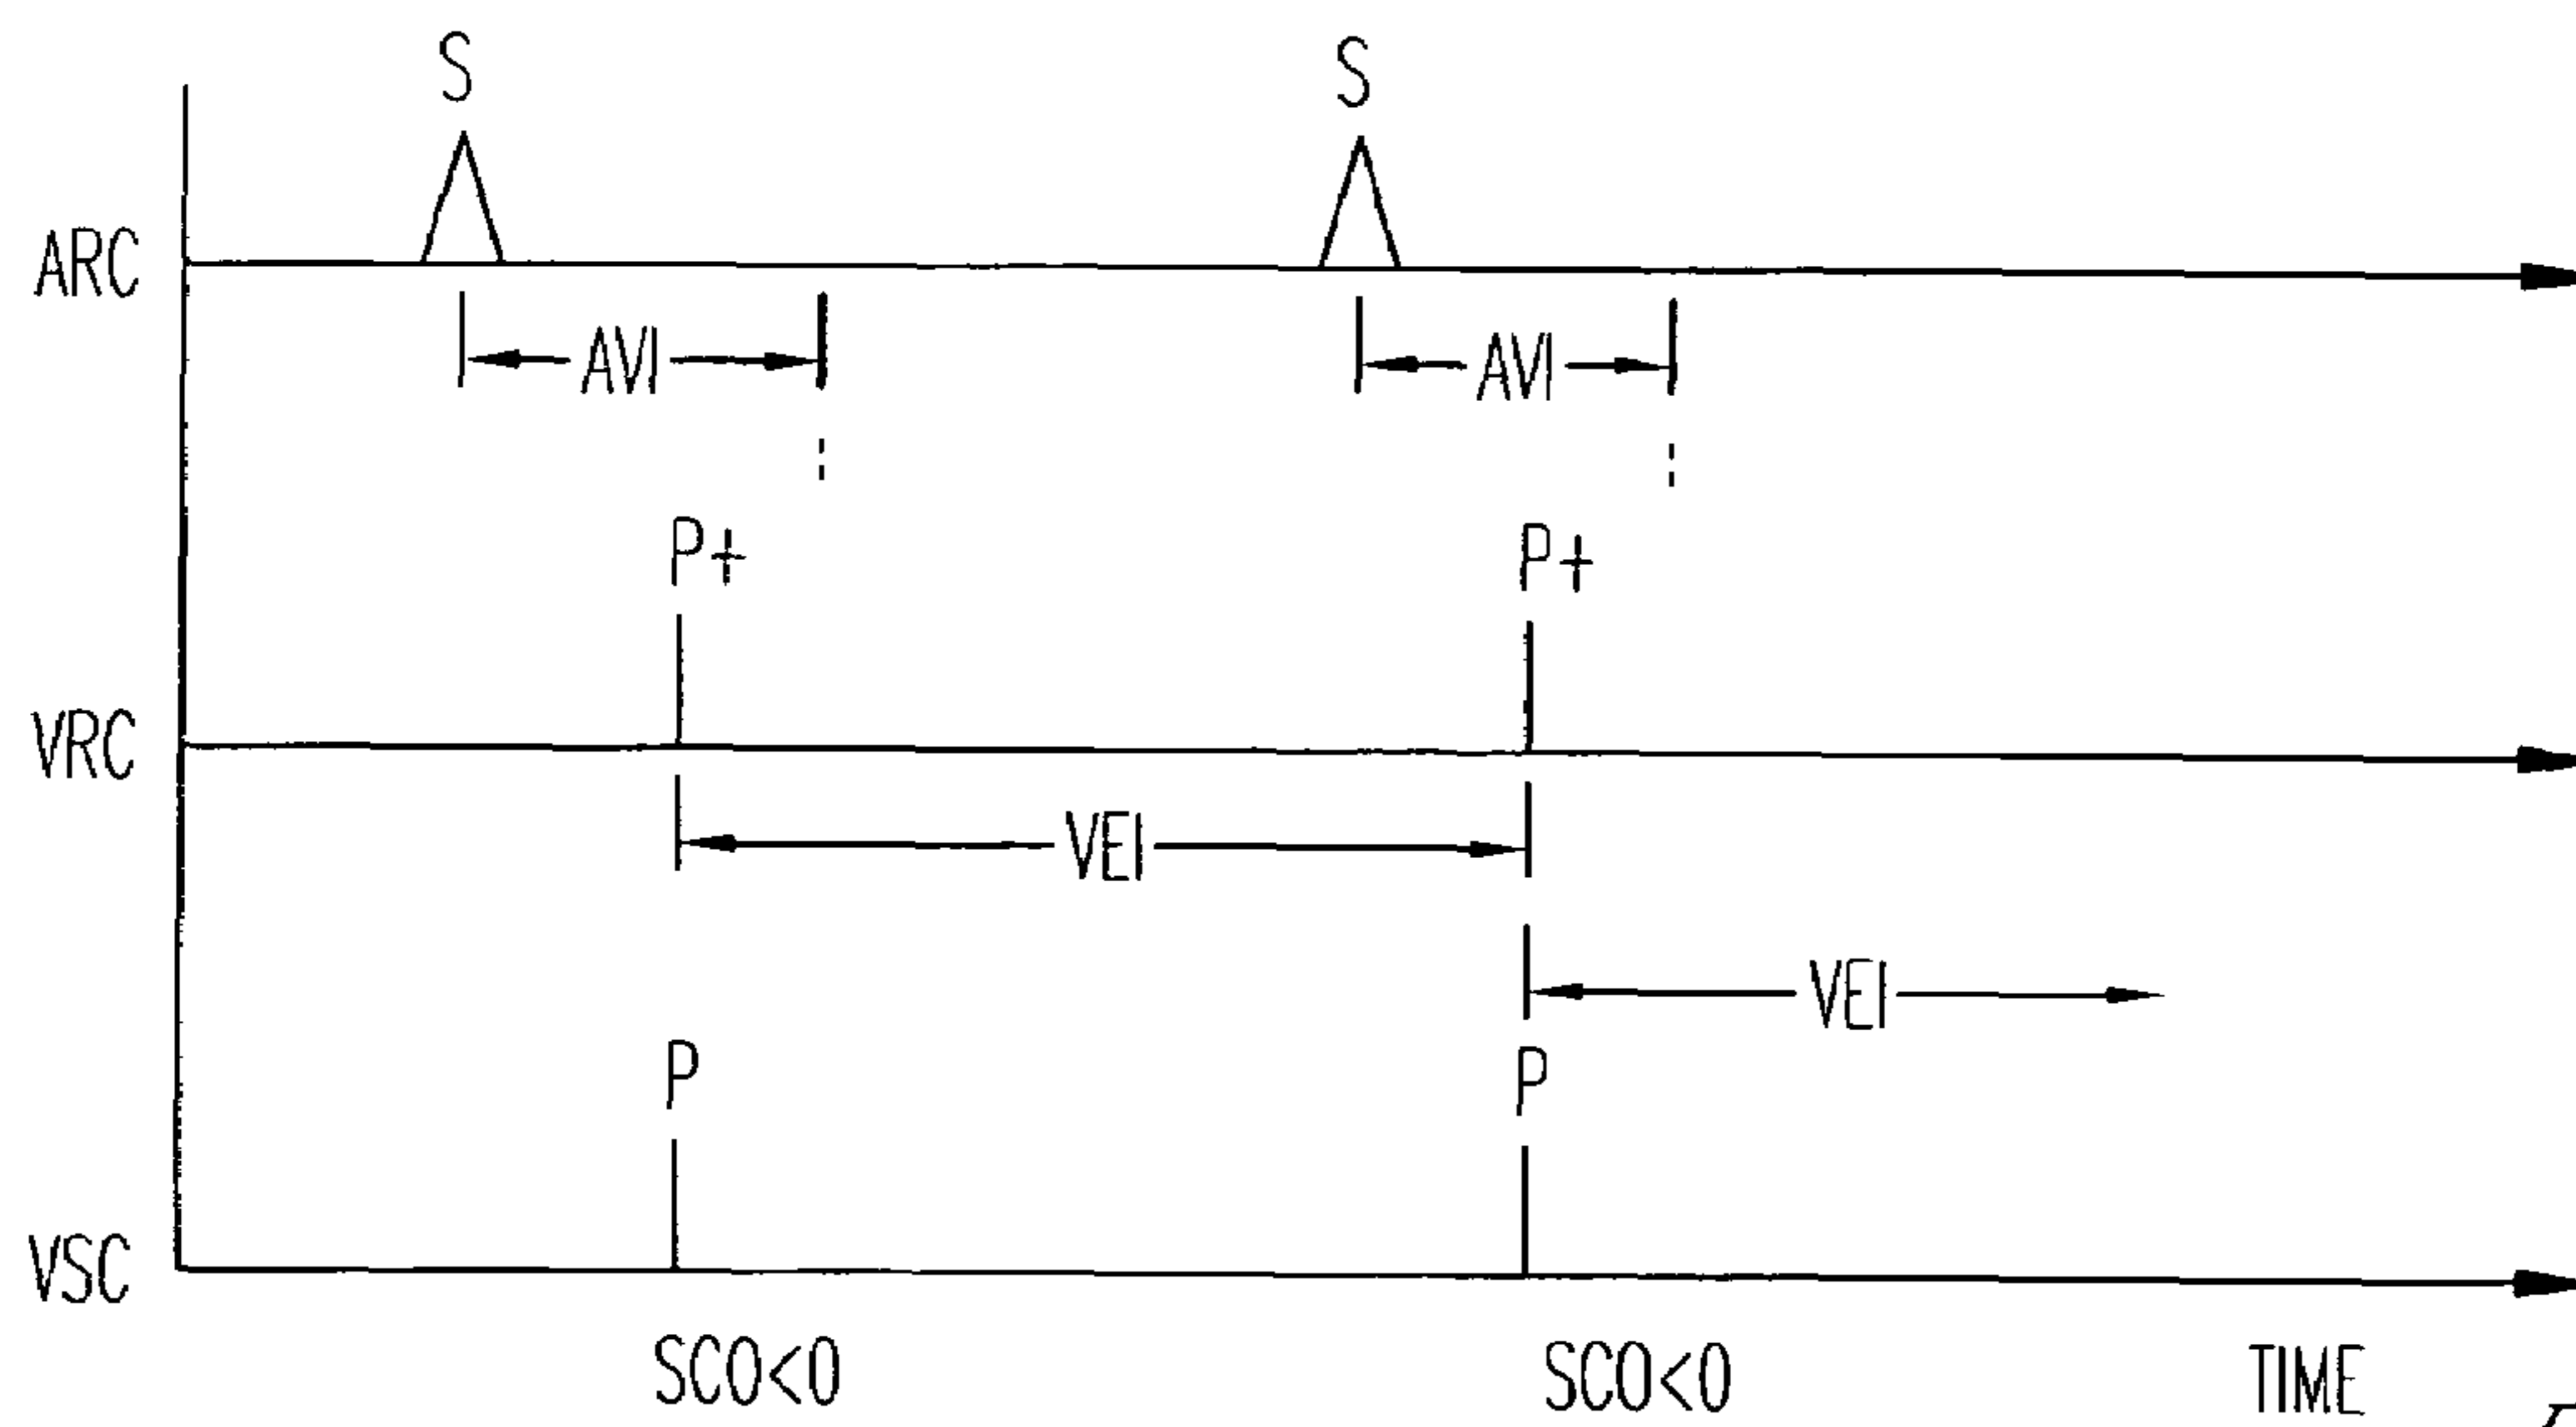 S S
ARC
AVI AVI
P+ P+
VRC
VEI
VEI
P P
VSC
SCO<0 SCO<0 TIME